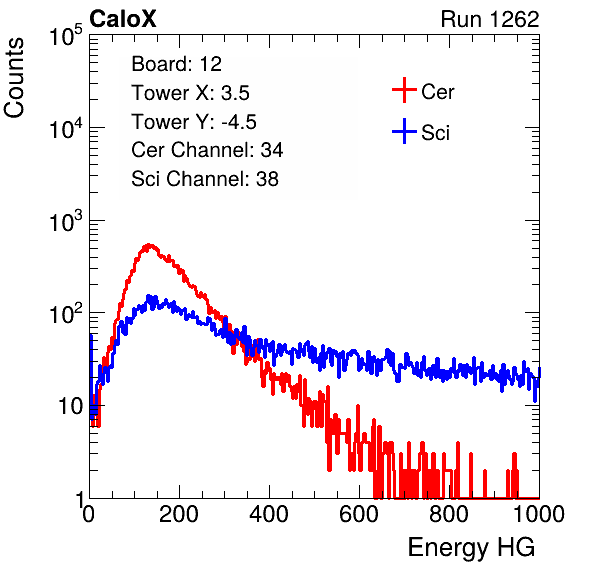 CaloX Run 1262
Counts
10^5
10^4
10^3
10^2
10
1
Board: 12
Tower X: 3.5
Tower Y: -4.5
Cer Channel: 34
Sci Channel: 38
Cer
Sci
0 200 400 600 800 1000
Energy HG